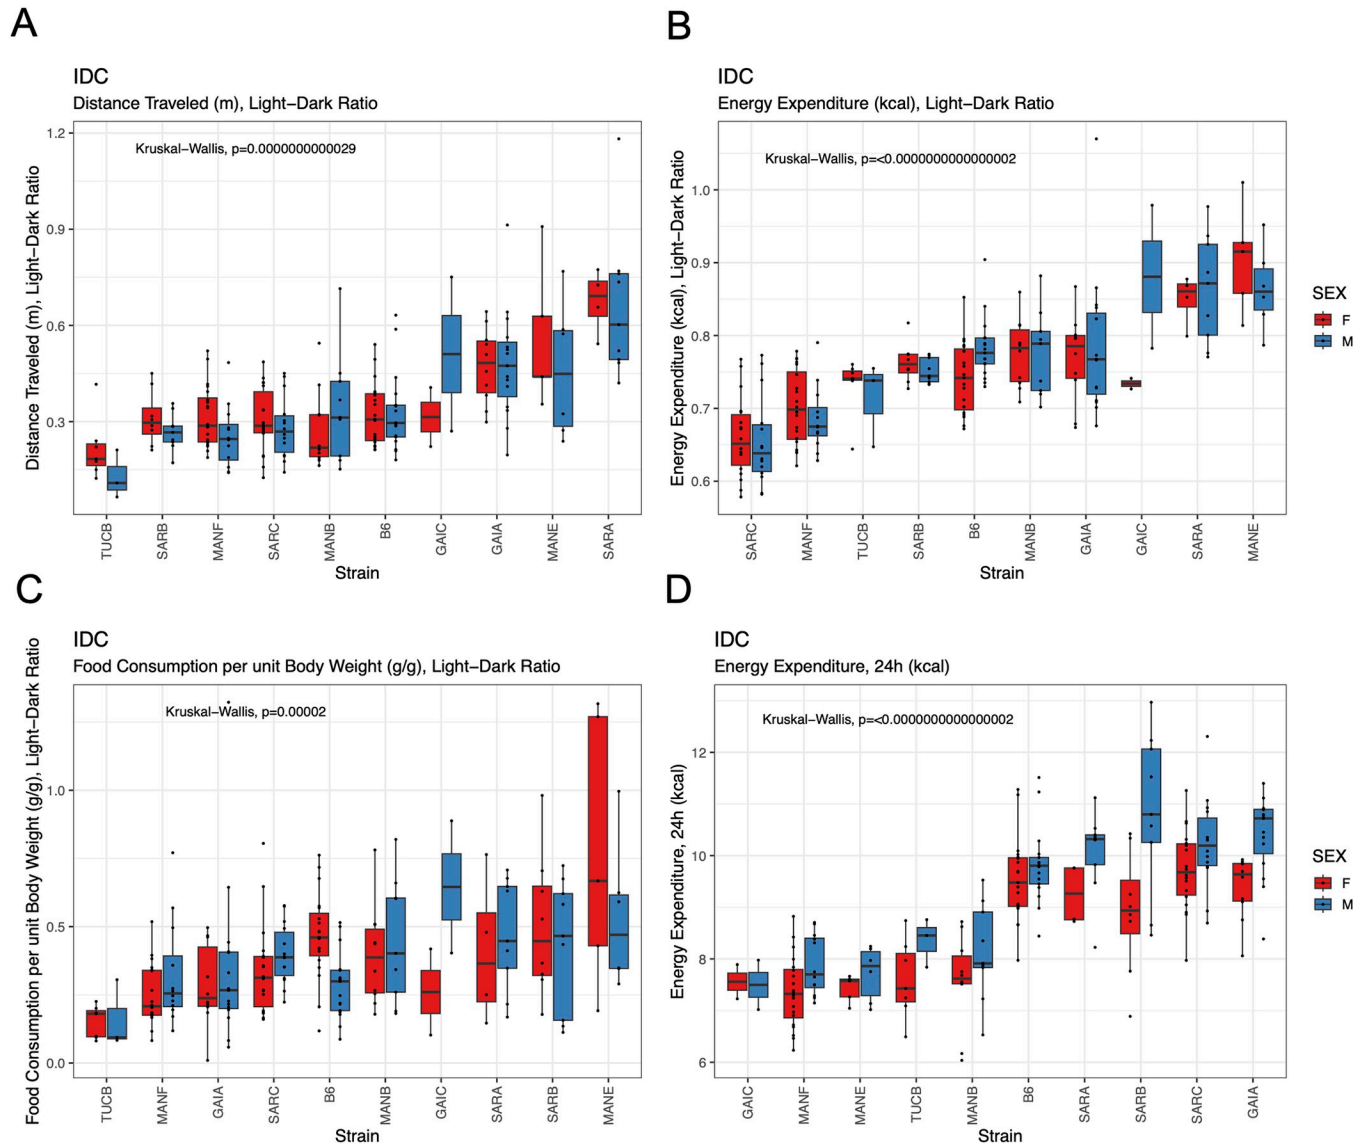 A
IDC
Distance Traveled (m), Light–Dark Ratio
Kruskal–Wallis, p=0.0000000000029
Distance Traveled (m), Light–Dark Ratio
1.2
0.9
0.6
0.3
TUCB
SARB
MANF
SARC
MANB
B6
GAIC
GAIA
MANE
SARA
Strain
B
IDC
Energy Expenditure (kcal), Light–Dark Ratio
Kruskal–Wallis, p=<0.0000000000000002
Energy Expenditure (kcal), Light–Dark Ratio
1.0
0.9
0.8
0.7
0.6
SARC
MANF
TUCB
SARB
B6
MANB
GAIA
GAIC
SARA
MANE
Strain
SEX
F
M
C
IDC
Food Consumption per unit Body Weight (g/g), Light–Dark Ratio
Kruskal–Wallis, p=0.00002
Food Consumption per unit Body Weight (g/g), Light–Dark Ratio
1.0
0.5
0.0
TUCB
MANF
GAIA
SARC
B6
MANB
GAIC
SARA
SARB
MANE
Strain
D
IDC
Energy Expenditure, 24h (kcal)
Kruskal–Wallis, p=<0.0000000000000002
Energy Expenditure, 24h (kcal)
12
10
8
6
GAIC
MANF
MANE
TUCB
MANB
B6
SARA
SARB
SARC
GAIA
Strain
SEX
F
M